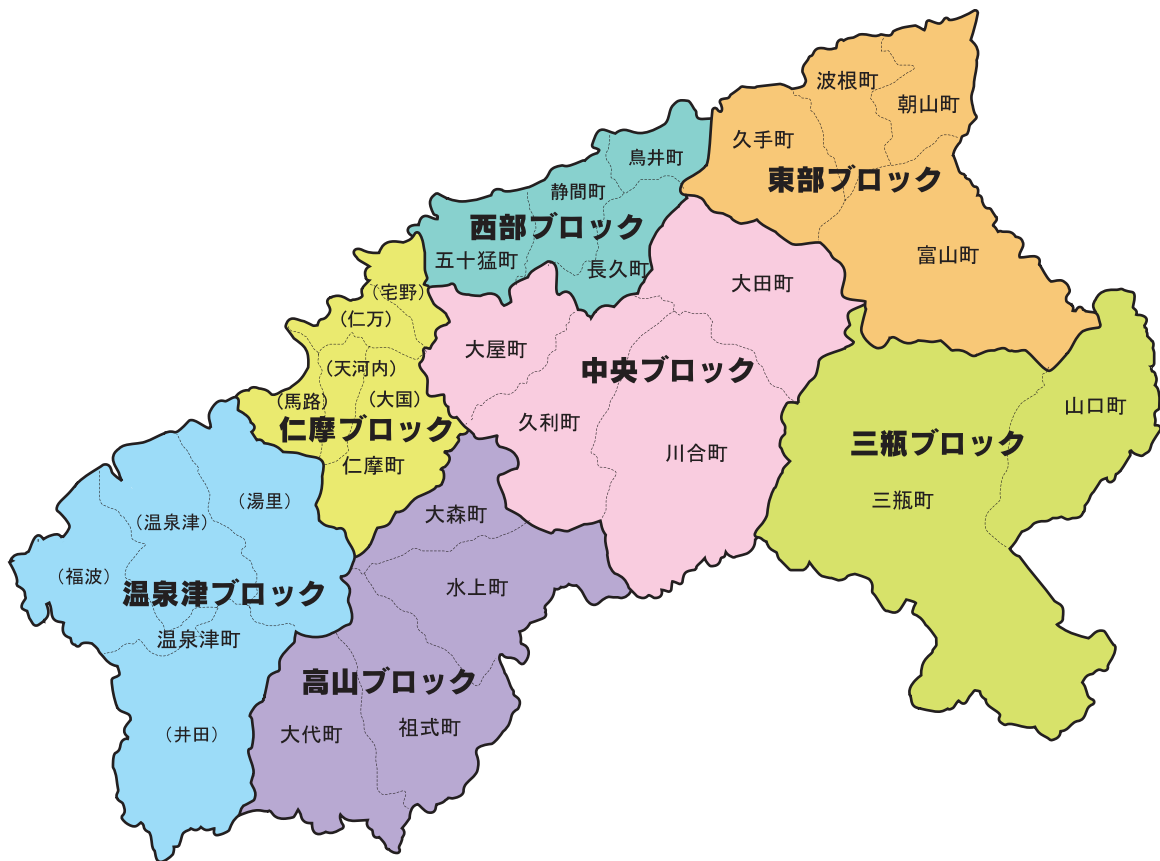 波根町
朝山町
久手町
東部ブロック
富山町
鳥井町
静間町
西部ブロック
五十猛町
長久町
大田町
大屋町
中央ブロック
久利町
川合町
(宅野)
(仁万)
(天河内)
(馬路)
(大国)
仁摩ブロック
仁摩町
山口町
三瓶ブロック
三瓶町
(湯里)
(温泉津)
(福波)
温泉津ブロック
温泉津町
(井田)
大森町
水上町
高山ブロック
大代町
祖式町